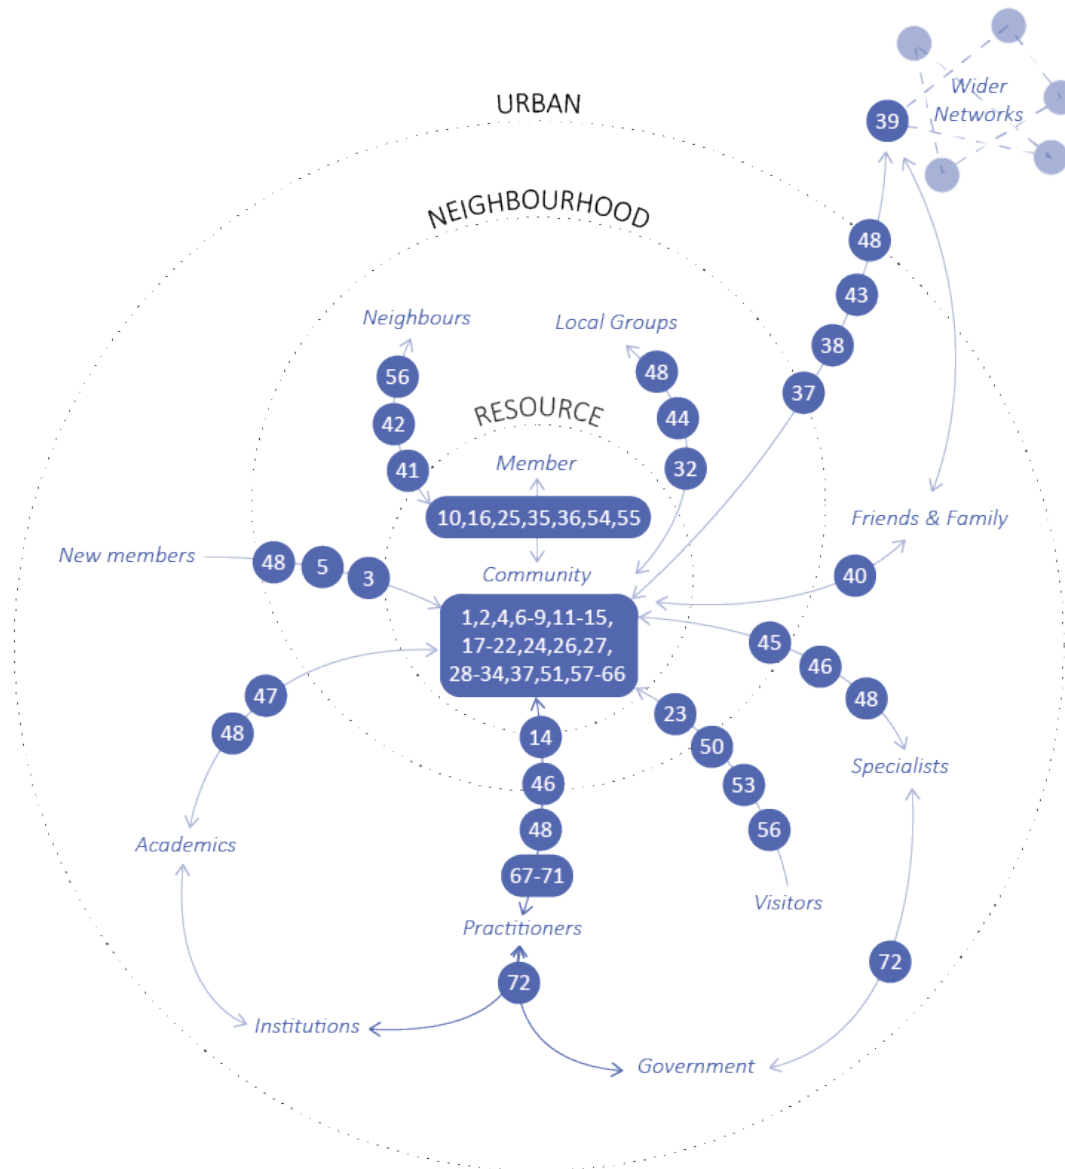 URBAN
Wider
Networks
39
NEIGHBOURHOOD
48
43
38
37
Neighbours
Local Groups
56
42
41
48
44
32
RESOURCE
Member
10,16,25,35,36,54,55
Community
1,2,4,6-9,11-15,
17-22,24,26,27,
28-34,37,51,57-66
New members
48
5
3
Friends & Family
40
45
46
48
Specialists
47
48
Academics
14
46
48
67-71
Practitioners
23
50
53
56
Visitors
72
72
Institutions
Government